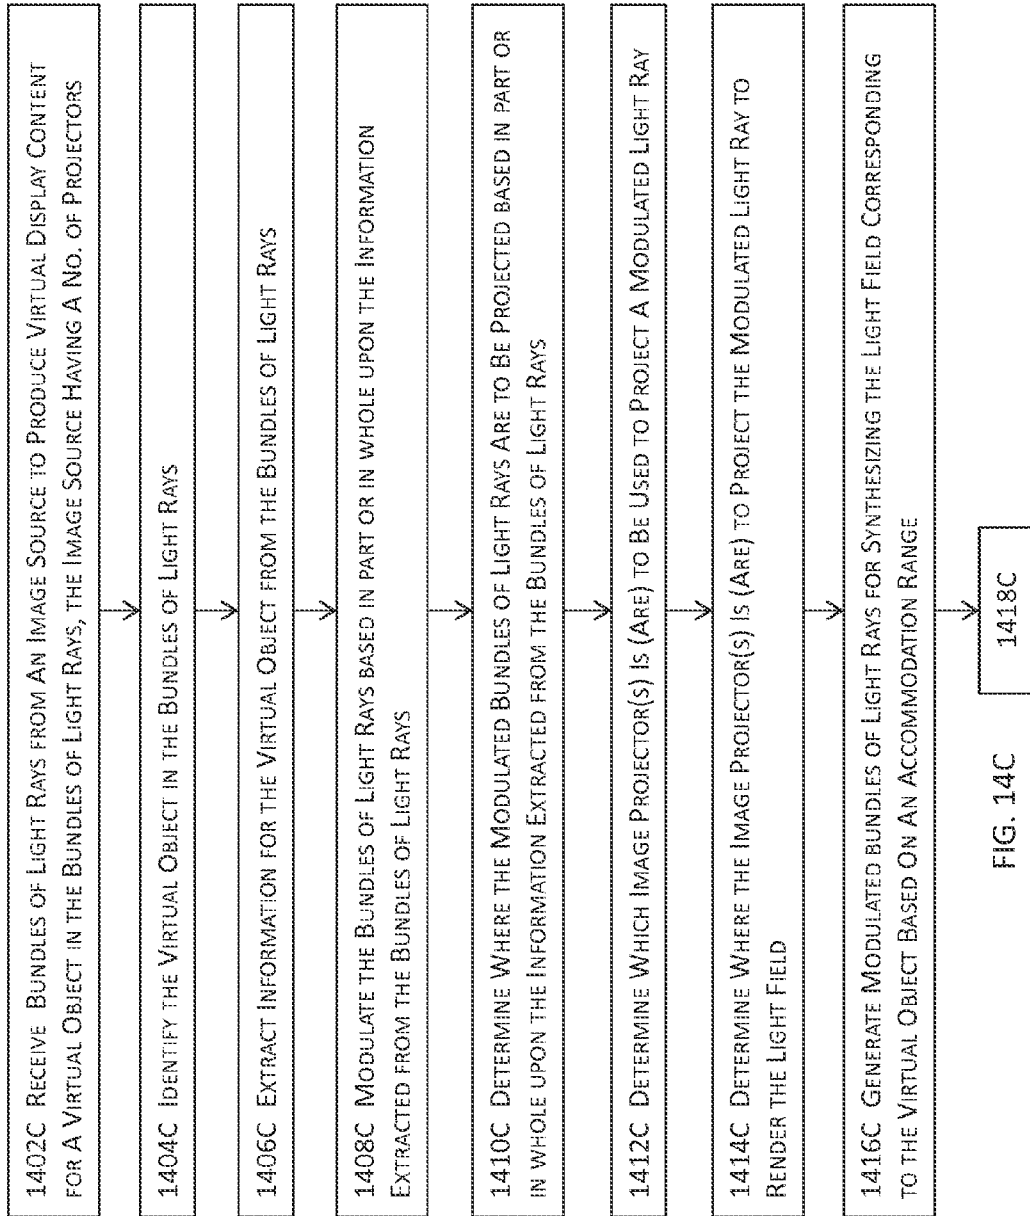 1402C Receive Bundles of Light Rays from An Image Source to Produce Virtual Display Content
for A Virtual Object in the Bundles of Light Rays, the Image Source Having A No. of Projectors
1404C Identify the Virtual Object in the Bundles of Light Rays
1406C Extract Information for the Virtual Object from the Bundles of Light Rays
1408C Modulate the Bundles of Light Rays based in part or in whole upon the Information
Extracted from the Bundles of Light Rays
1410C Determine Where the Modulated Bundles of Light Rays Are to Be Projected based in part or
in whole upon the Information Extracted from the Bundles of Light Rays
1412C Determine Which Image Projector(s) Is (Are) to Be Used to Project A Modulated Light Ray
1414C Determine Where the Image Projector(s) Is (Are) to Project the Modulated Light Ray to
Render the Light Field
1416C Generate Modulated bundles of Light Rays for Synthesizing the Light Field Corresponding
to the Virtual Object Based On An Accommodation Range
1418C
FIG. 14C